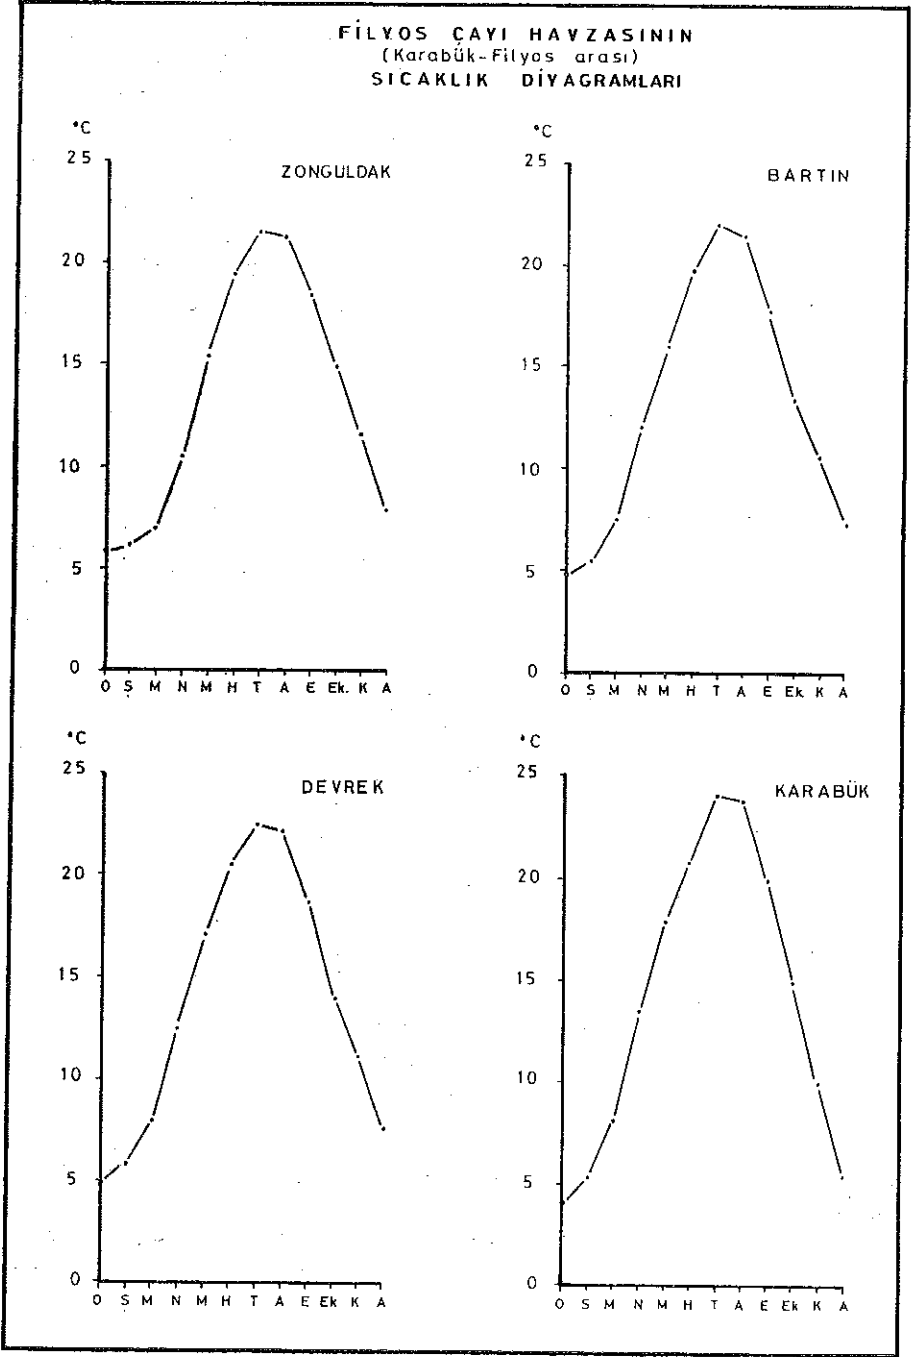 FİLYOS ÇAYI HAVZASININ
(Karabük-Filyos arası)
SICAKLIK DİYAGRAMLARI
°C
25
ZONGULDAK
20
15
10
5
0
O S M N M H T A E Ek. K A
°C
25
BARTIN
20
15
10
5
0
O S M N M H T A E Ek K A
°C
25
DEVREK
20
15
10
5
0
O S M N M H T A E Ek K A
°C
25
KARABÜK
20
15
10
5
0
O S M N M H T A E Ek K A